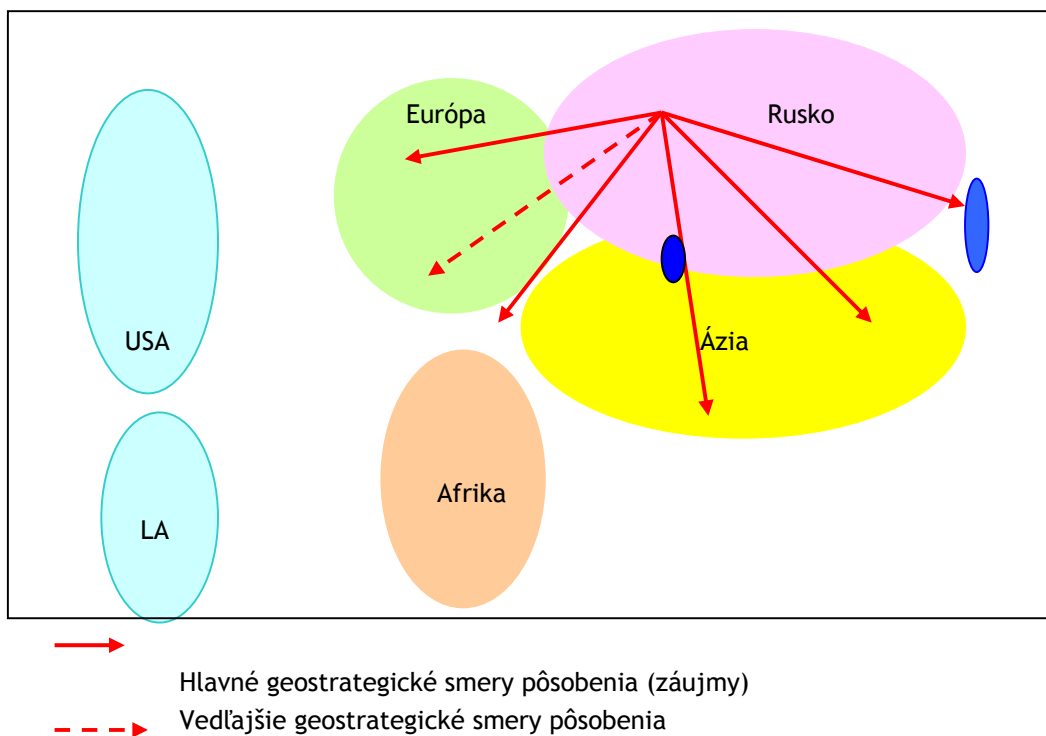 Európa
Rusko
USA
Ázia
Afrika
LA
Hlavné geostrategické smery pôsobenia (záujmy)
Vedľajšie geostrategické smery pôsobenia